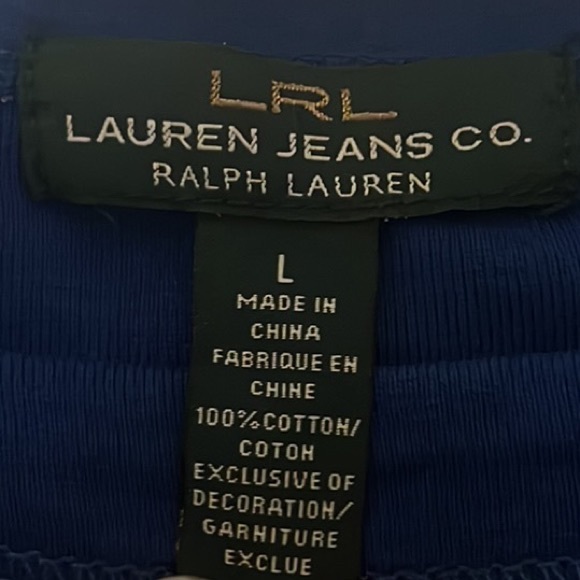 LRL
LAUREN JEANS CO.
RALPH LAUREN
L
MADE IN
CHINA
FABRIQUE EN
CHINE
100% COTTON/
COTON
EXCLUSIVE OF
DECORATION/
GARNITURE
EXCLUE